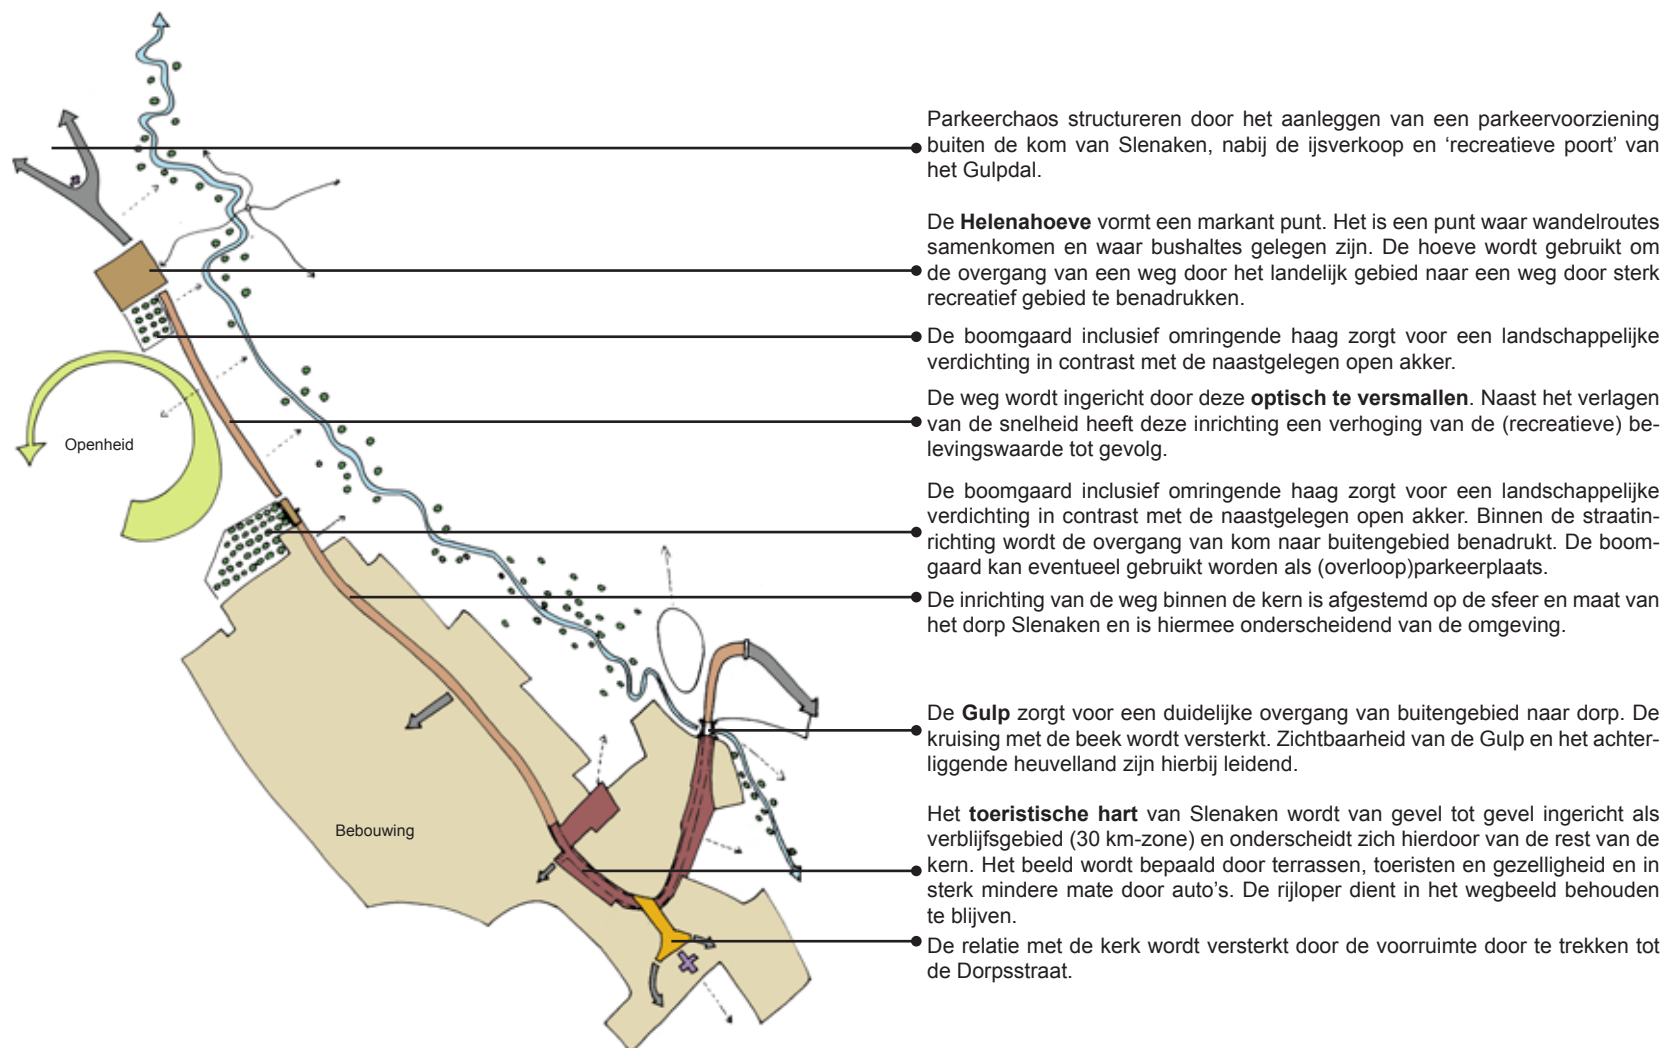 Parkeerchaos structureren door het aanleggen van een parkeervoorziening
buiten de kom van Slenaken, nabij de ijsverkoop en ‘recreatieve poort’ van
het Gulpdal.
De Helenahoeve vormt een markant punt. Het is een punt waar wandelroutes
samenkomen en waar bushaltes gelegen zijn. De hoeve wordt gebruikt om
de overgang van een weg door het landelijk gebied naar een weg door sterk
recreatief gebied te benadrukken.
De boomgaard inclusief omringende haag zorgt voor een landschappelijke
verdichting in contrast met de naastgelegen open akker.
De weg wordt ingericht door deze optisch te versmallen. Naast het verlagen
van de snelheid heeft deze inrichting een verhoging van de (recreatieve) be-
levingswaarde tot gevolg.
Openheid
De boomgaard inclusief omringende haag zorgt voor een landschappelijke
verdichting in contrast met de naastgelegen open akker. Binnen de straatin-
richting wordt de overgang van kom naar buitengebied benadrukt. De boom-
gaard kan eventueel gebruikt worden als (overloop)parkeerplaats.
De inrichting van de weg binnen de kern is afgestemd op de sfeer en maat van
het dorp Slenaken en is hiermee onderscheidend van de omgeving.
De Gulp zorgt voor een duidelijke overgang van buitengebied naar dorp. De
kruising met de beek wordt versterkt. Zichtbaarheid van de Gulp en het achter-
liggende heuvelland zijn hierbij leidend.
Bebouwing
Het toeristische hart van Slenaken wordt van gevel tot gevel ingericht als
verblijfsgebied (30 km-zone) en onderscheidt zich hierdoor van de rest van de
kern. Het beeld wordt bepaald door terrassen, toeristen en gezelligheid en in
sterk mindere mate door auto’s. De rijloper dient in het wegbeeld behouden
te blijven.
De relatie met de kerk wordt versterkt door de voorruimte door te trekken tot
de Dorpsstraat.